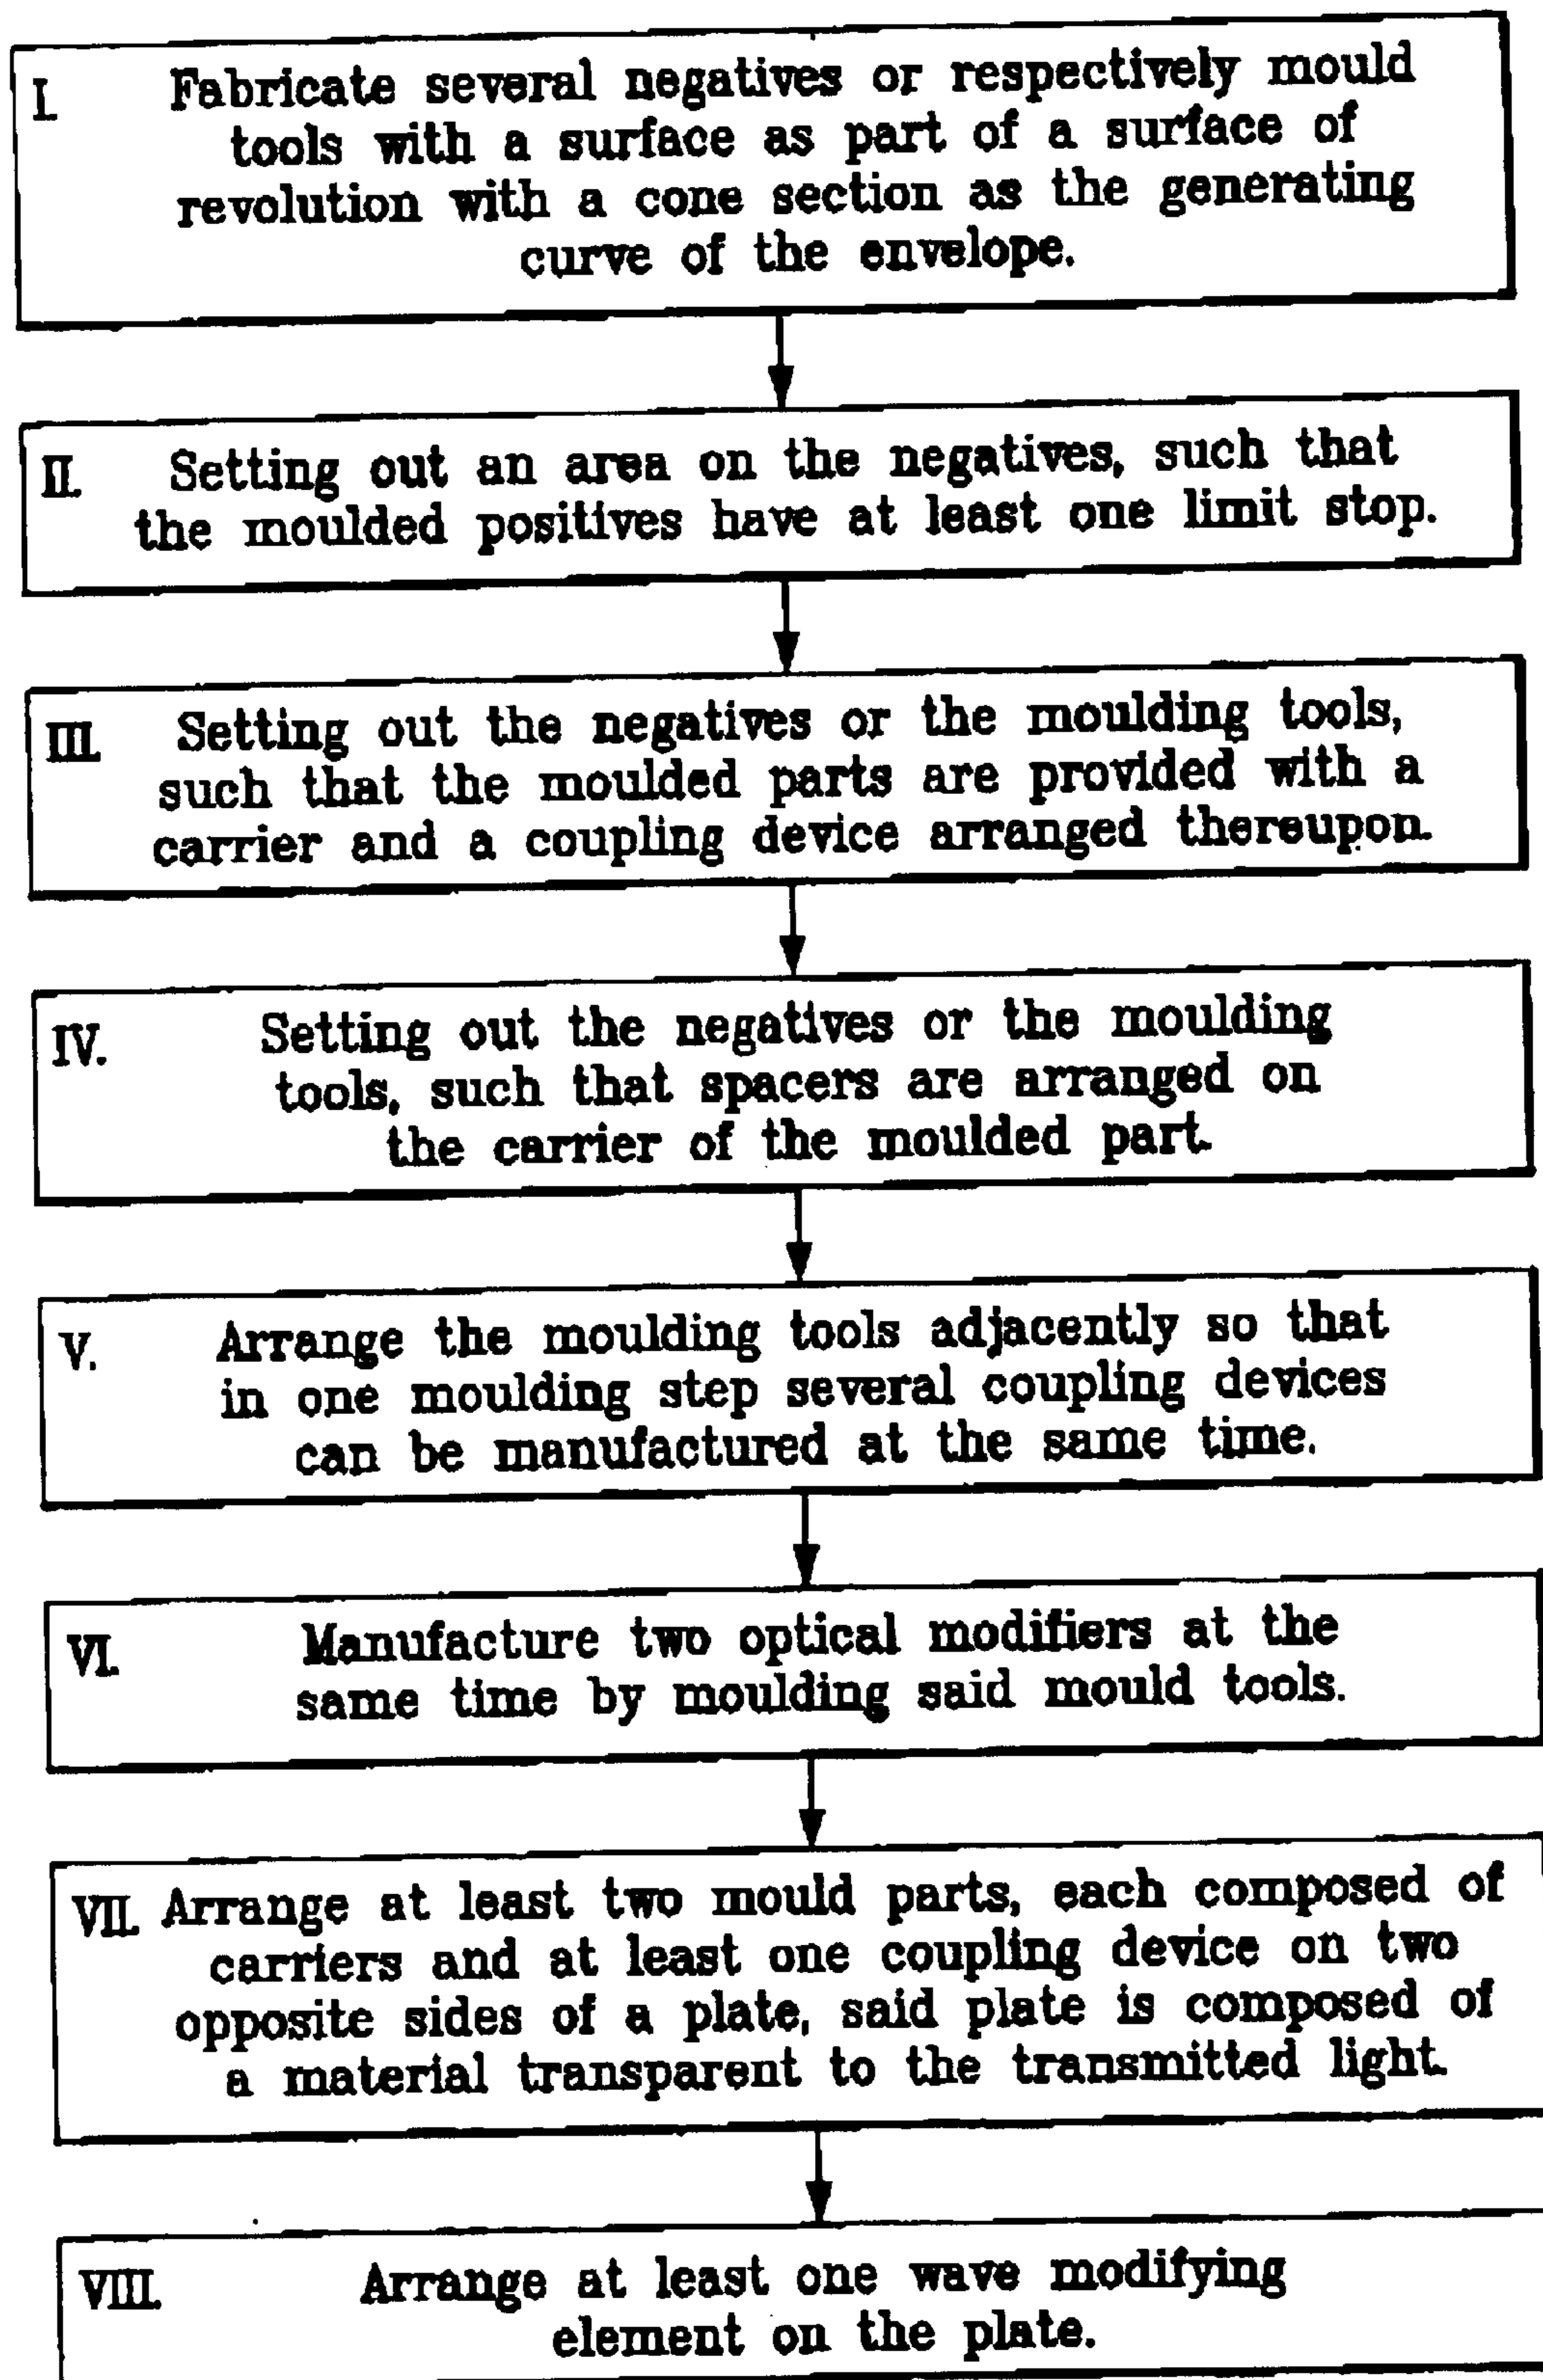 I. Fabricate several negatives or respectively mould
tools with a surface as part of a surface of
revolution with a cone section as the generating
curve of the envelope.
II. Setting out an area on the negatives, such that
the moulded positives have at least one limit stop.
III. Setting out the negatives or the moulding tools,
such that the moulded parts are provided with a
carrier and a coupling device arranged thereupon.
IV. Setting out the negatives or the moulding
tools, such that spacers are arranged on
the carrier of the moulded part.
V. Arrange the moulding tools adjacently so that
in one moulding step several coupling devices
can be manufactured at the same time.
VI. Manufacture two optical modifiers at the
same time by moulding said mould tools.
VII. Arrange at least two mould parts, each composed of
carriers and at least one coupling device on two
opposite sides of a plate, said plate is composed of
a material transparent to the transmitted light.
VIII. Arrange at least one wave modifying
element on the plate.